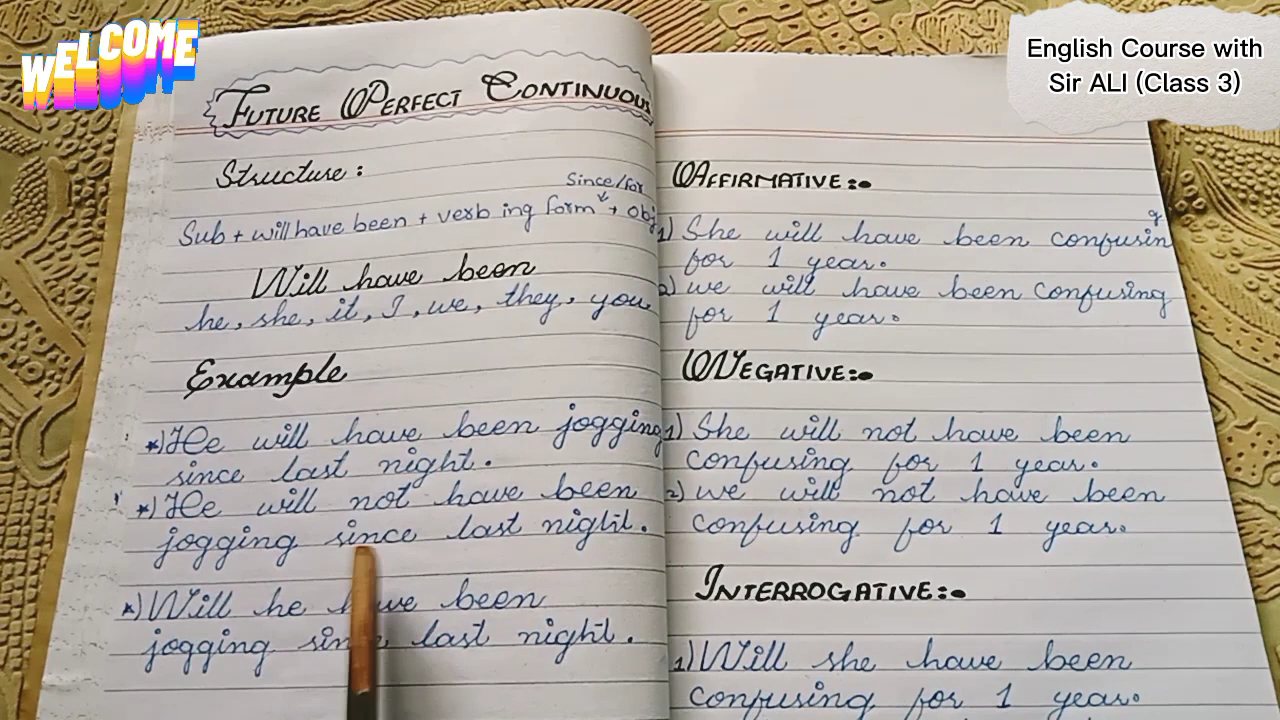 WELCOME
English Course with
Sir ALI (Class 3)
FUTURE PERFECT CONTINUOUS
Structure:
Since/for
Sub + will have been + verb ing form + obj
Will have been
he, she, it, I, we, they, you
Example
*) He will have been jogging
since last night.
*) He will not have been
jogging since last night.
*) Will he have been
jogging since last night.
AFFIRMATIVE:
1) She will have been confusing
for 1 year.
2) we will have been confusing
for 1 year.
NEGATIVE:
1) She will not have been
confusing for 1 year.
2) we will not have been
confusing for 1 year.
INTERROGATIVE:
1) Will she have been
confusing for 1 year.